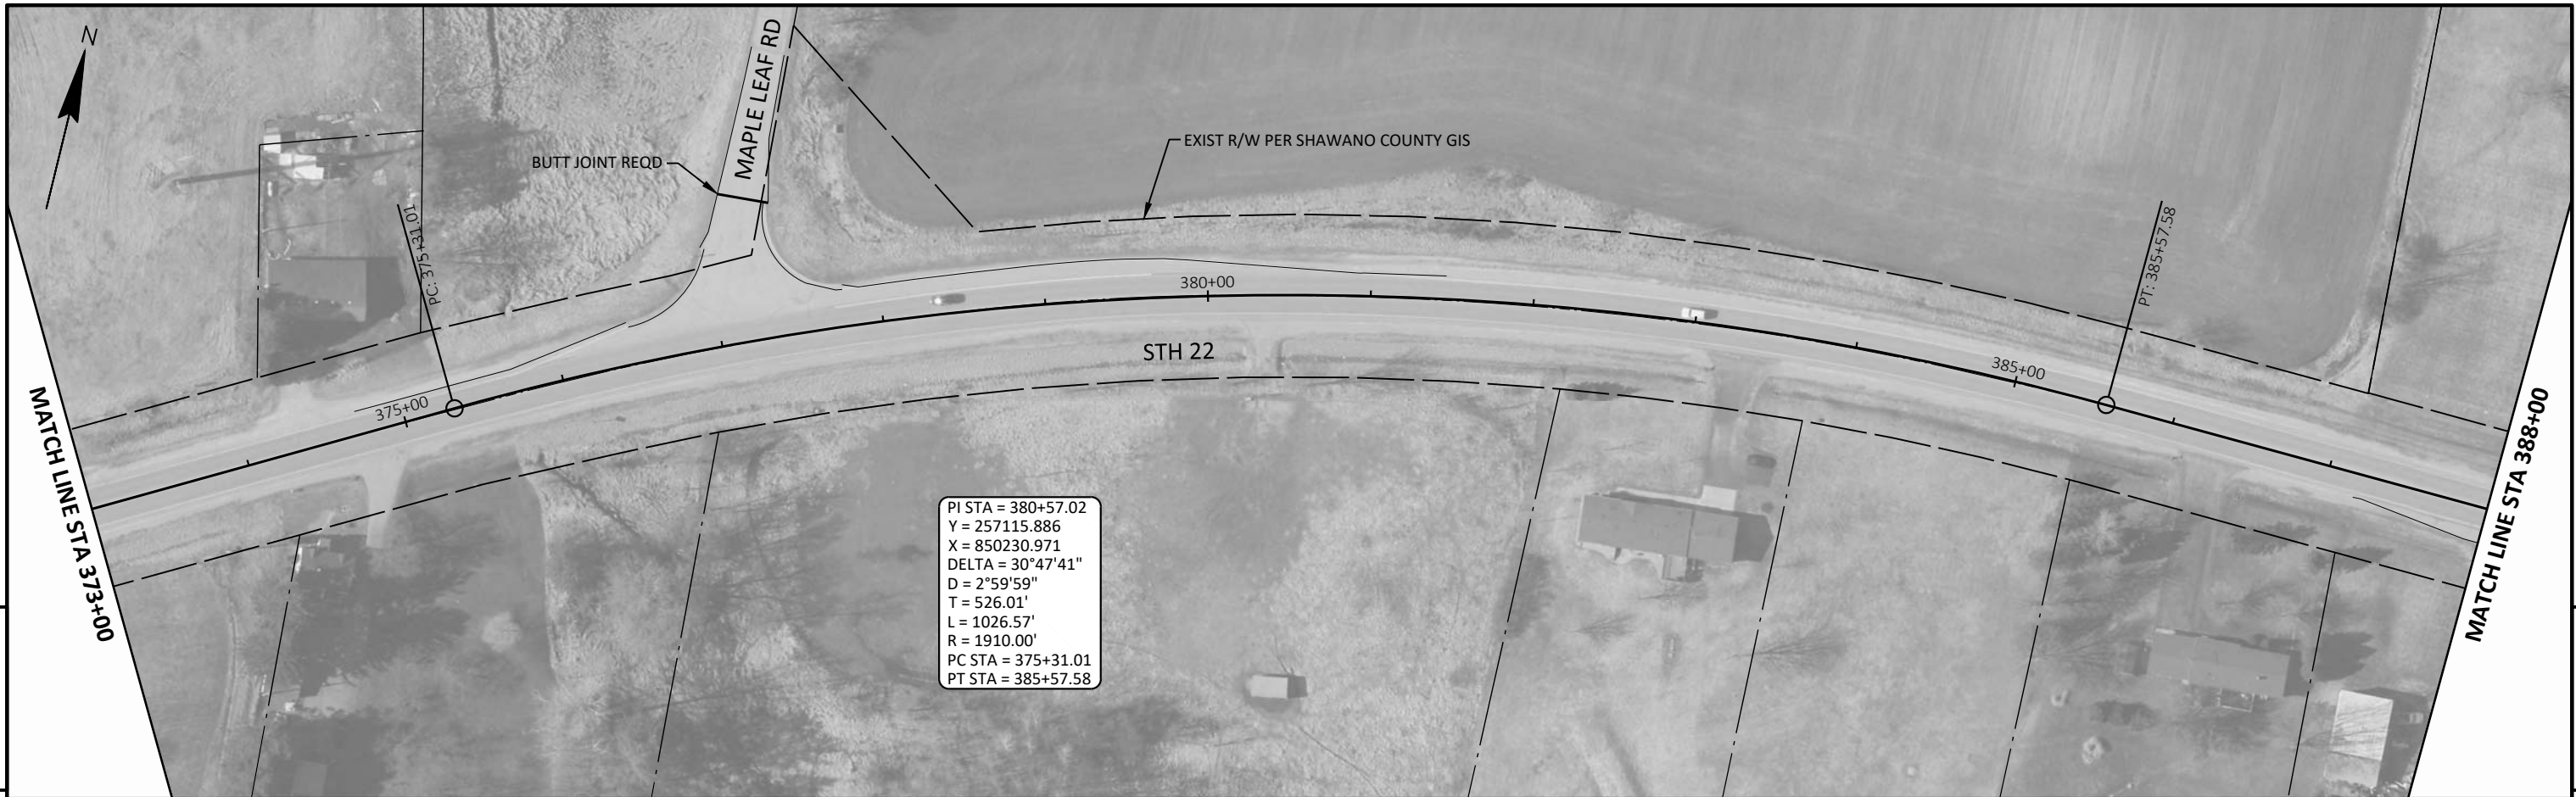 N
MAPLE LEAF RD
BUTT JOINT REQD
EXIST R/W PER SHAWANO COUNTY GIS
PC: 375+31.01
PT: 385+57.58
380+00
STH 22
385+00
375+00
MATCH LINE STA 373+00
MATCH LINE STA 388+00
PI STA = 380+57.02
Y = 257115.886
X = 850230.971
DELTA = 30°47'41"
D = 2°59'59"
T = 526.01'
L = 1026.57'
R = 1910.00'
PC STA = 375+31.01
PT STA = 385+57.58